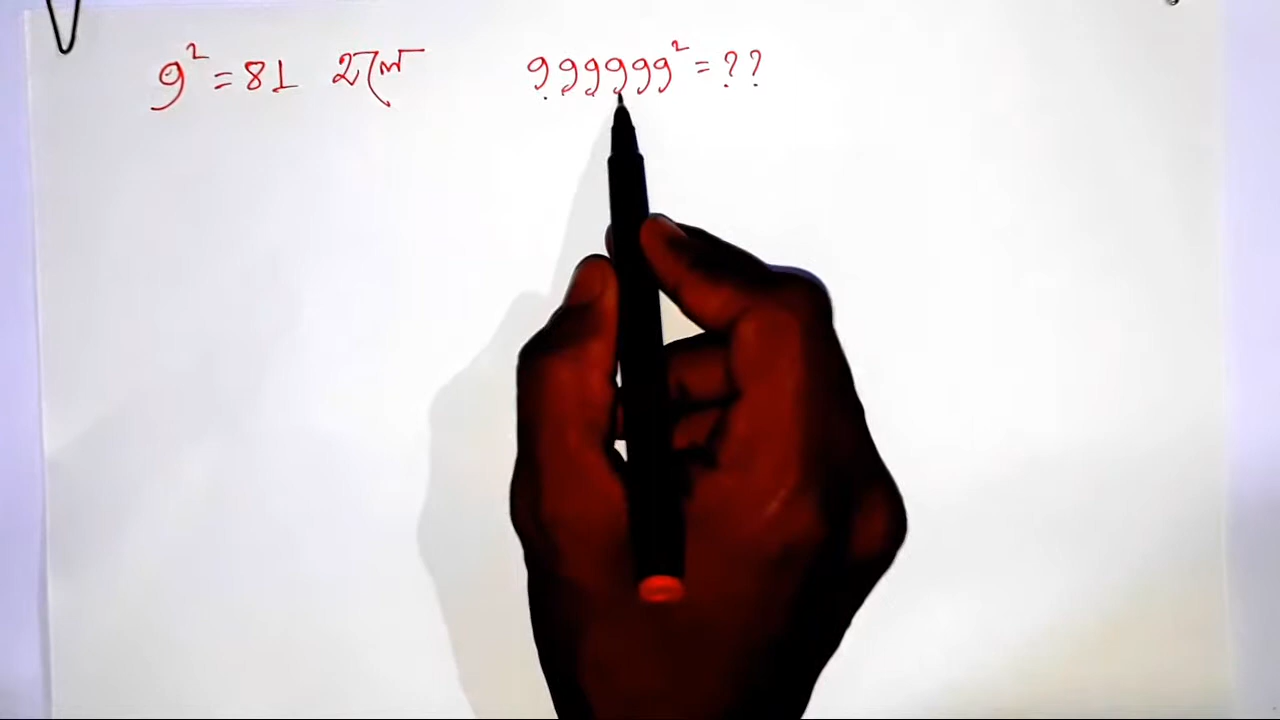 9² = 81 হলে 999999² = ??